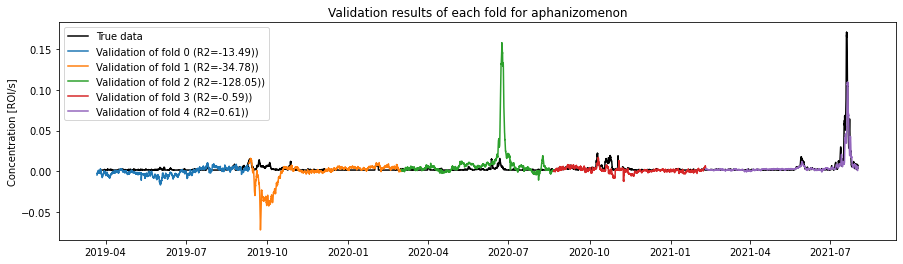 Validation results of each fold for aphanizomenon
True data
Validation of fold 0 (R2=-13.49))
Validation of fold 1 (R2=-34.78))
Validation of fold 2 (R2=-128.05))
Validation of fold 3 (R2=-0.59))
Validation of fold 4 (R2=0.61))
Concentration [ROI/s]
0.15
0.10
0.05
0.00
−0.05
2019-04 2019-07 2019-10 2020-01 2020-04 2020-07 2020-10 2021-01 2021-04 2021-07